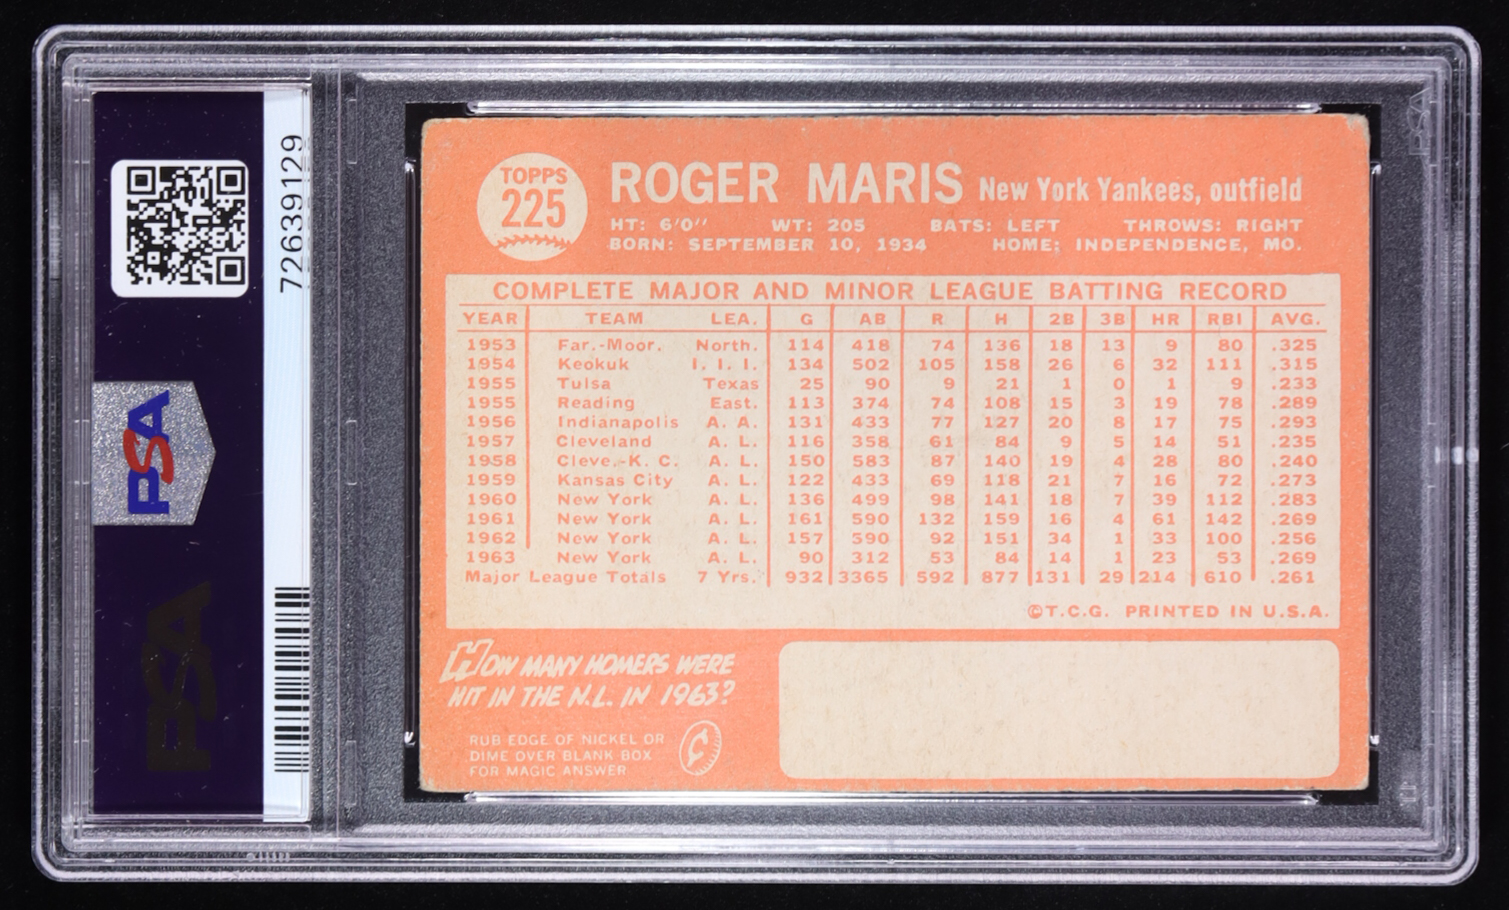 72639129
PSA
PSA
TOPPS
225
ROGER MARIS New York Yankees, outfield
HT: 6'0" WT: 205 BATS: LEFT THROWS: RIGHT
BORN: SEPTEMBER 10, 1934 HOME: INDEPENDENCE, MO.
COMPLETE MAJOR AND MINOR LEAGUE BATTING RECORD
YEAR TEAM LEA. G AB R H 2B 3B HR RBI AVG.
1953 Far.-Moor. North. 114 418 74 136 18 13 9 80 .325
1954 Keokuk I. I. I. 134 502 105 158 26 6 32 111 .315
1955 Tulsa Texas 25 90 9 21 1 0 1 9 .233
1955 Reading East. 113 374 74 108 15 3 19 78 .289
1956 Indianapolis A. A. 131 433 77 127 20 8 17 75 .293
1957 Cleveland A. L. 116 358 61 84 9 5 14 51 .235
1958 Cleve.-K. C. A. L. 150 583 87 140 19 4 28 80 .240
1959 Kansas City A. L. 122 433 69 118 21 7 16 72 .273
1960 New York A. L. 136 499 98 141 18 7 39 112 .283
1961 New York A. L. 161 590 132 159 16 4 61 142 .269
1962 New York A. L. 157 590 92 151 34 1 33 100 .256
1963 New York A. L. 90 312 53 84 14 1 23 53 .269
Major League Totals 7 Yrs. 932 3365 592 877 131 29 214 610 .261
©T.C.G. PRINTED IN U.S.A.
HOW MANY HOMERS WERE
HIT IN THE N.L. IN 1963?
RUB EDGE OF NICKEL OR
DIME OVER BLANK BOX
FOR MAGIC ANSWER
PSA